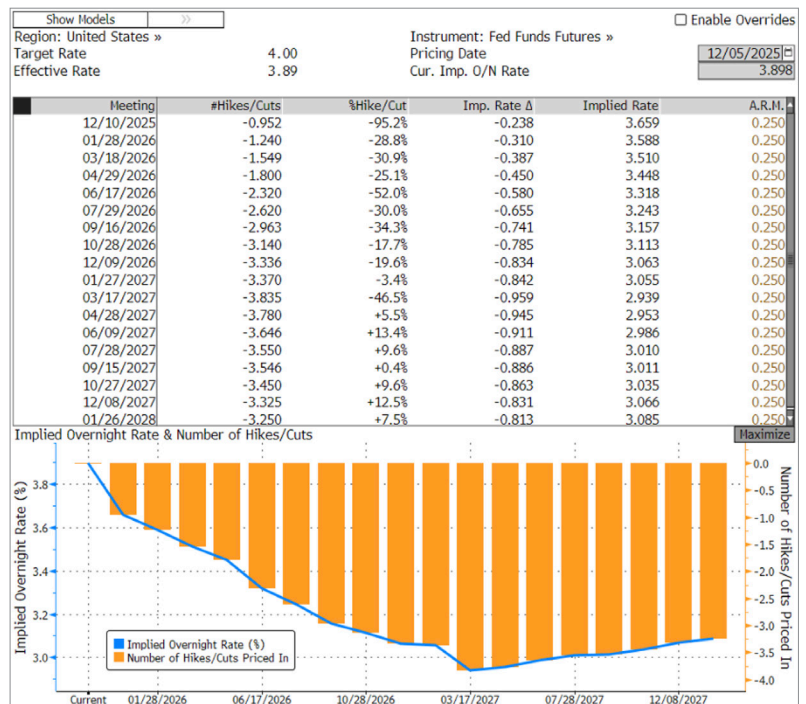 Show Models » Enable Overrides
Region: United States » Instrument: Fed Funds Futures »
Target Rate 4.00 Pricing Date 12/05/2025
Effective Rate 3.89 Cur. Imp. O/N Rate 3.898
Meeting #Hikes/Cuts %Hike/Cut Imp. Rate Δ Implied Rate A.R.M.
12/10/2025 -0.952 -95.2% -0.238 3.659 0.250
01/28/2026 -1.240 -28.8% -0.310 3.588 0.250
03/18/2026 -1.549 -30.9% -0.387 3.510 0.250
04/29/2026 -1.800 -25.1% -0.450 3.448 0.250
06/17/2026 -2.320 -52.0% -0.580 3.318 0.250
07/29/2026 -2.620 -30.0% -0.655 3.243 0.250
09/16/2026 -2.963 -34.3% -0.741 3.157 0.250
10/28/2026 -3.140 -17.7% -0.785 3.113 0.250
12/09/2026 -3.336 -19.6% -0.834 3.063 0.250
01/27/2027 -3.370 -3.4% -0.842 3.055 0.250
03/17/2027 -3.835 -46.5% -0.959 2.939 0.250
04/28/2027 -3.780 +5.5% -0.945 2.953 0.250
06/09/2027 -3.646 +13.4% -0.911 2.986 0.250
07/28/2027 -3.550 +9.6% -0.887 3.010 0.250
09/15/2027 -3.546 +0.4% -0.886 3.011 0.250
10/27/2027 -3.450 +9.6% -0.863 3.035 0.250
12/08/2027 -3.325 +12.5% -0.831 3.066 0.250
01/26/2028 -3.250 +7.5% -0.813 3.085 0.250
Implied Overnight Rate & Number of Hikes/Cuts Maximize
Implied Overnight Rate (%)
3.8
3.6
3.4
3.2
3.0
Implied Overnight Rate (%)
Number of Hikes/Cuts Priced In
0.0
-0.5
-1.0
-1.5
-2.0
-2.5
-3.0
-3.5
-4.0
Number of Hikes/Cuts Priced In
Current 01/28/2026 06/17/2026 10/28/2026 03/17/2027 07/28/2027 12/08/2027